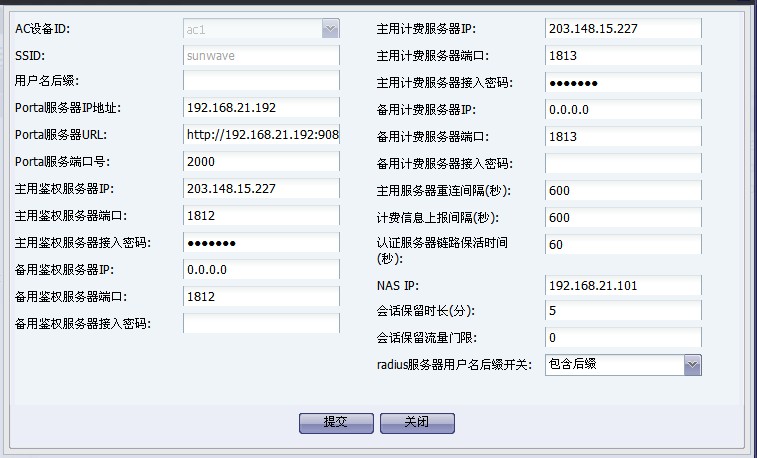 AC设备ID: ac1
SSID: sunwave
用户名后缀:
Portal服务器IP地址: 192.168.21.192
Portal服务器URL: http://192.168.21.192:908
Portal服务端口号: 2000
主用鉴权服务器IP: 203.148.15.227
主用鉴权服务器端口: 1812
主用鉴权服务器接入密码: ●●●●●●●
备用鉴权服务器IP: 0.0.0.0
备用鉴权服务器端口: 1812
备用鉴权服务器接入密码:
主用计费服务器IP: 203.148.15.227
主用计费服务器端口: 1813
主用计费服务器接入密码: ●●●●●●●
备用计费服务器IP: 0.0.0.0
备用计费服务器端口: 1813
备用计费服务器接入密码:
主用服务器重连间隔(秒): 600
计费信息上报间隔(秒): 600
认证服务器链路保活时间 60
(秒):
NAS IP: 192.168.21.101
会话保留时长(分): 5
会话保留流量门限: 0
radius服务器用户名后缀开关: 包含后缀
提交 关闭